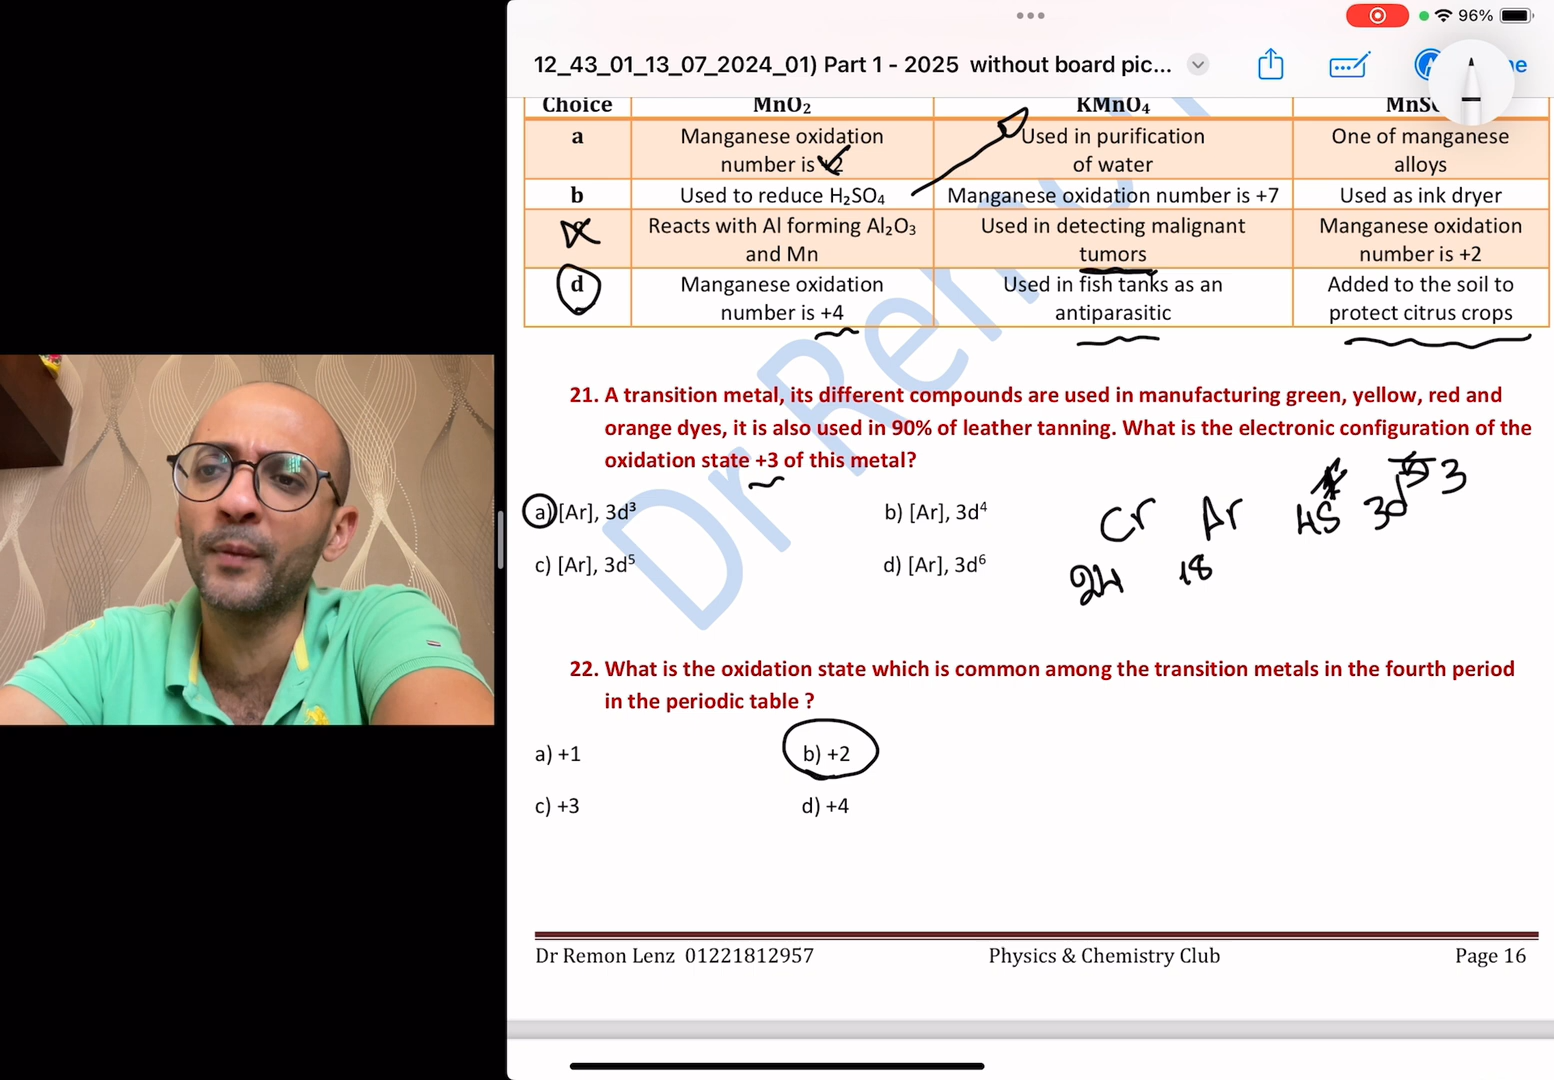 96%
12_43_01_13_07_2024_01) Part 1 - 2025 without board pic...
Choice MnO₂ KMnO₄
a Manganese oxidation number is Used in purification of water One of manganese alloys
b Used to reduce H₂SO₄ Manganese oxidation number is +7 Used as ink dryer
Reacts with Al forming Al₂O₃ and Mn Used in detecting malignant tumors Manganese oxidation number is +2
d Manganese oxidation number is +4 Used in fish tanks as an antiparasitic Added to the soil to protect citrus crops
21. A transition metal, its different compounds are used in manufacturing green, yellow, red and
orange dyes, it is also used in 90% of leather tanning. What is the electronic configuration of the
oxidation state +3 of this metal?
a) [Ar], 3d³ b) [Ar], 3d⁴
c) [Ar], 3d⁵ d) [Ar], 3d⁶
Cr Ar 4S 3d 5 3
24 18
22. What is the oxidation state which is common among the transition metals in the fourth period
in the periodic table ?
a) +1 b) +2
c) +3 d) +4
Dr Remon Lenz 01221812957 Physics & Chemistry Club Page 16